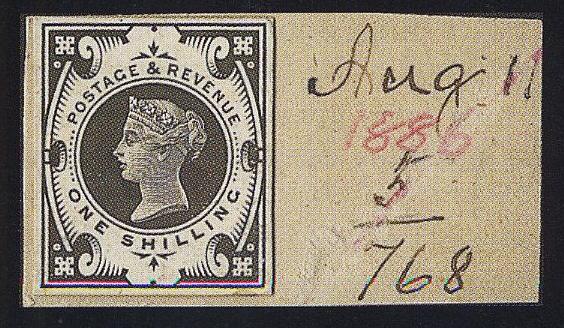 POSTAGE & REVENUE
ONE SHILLING
Aug 11
1886
5
768